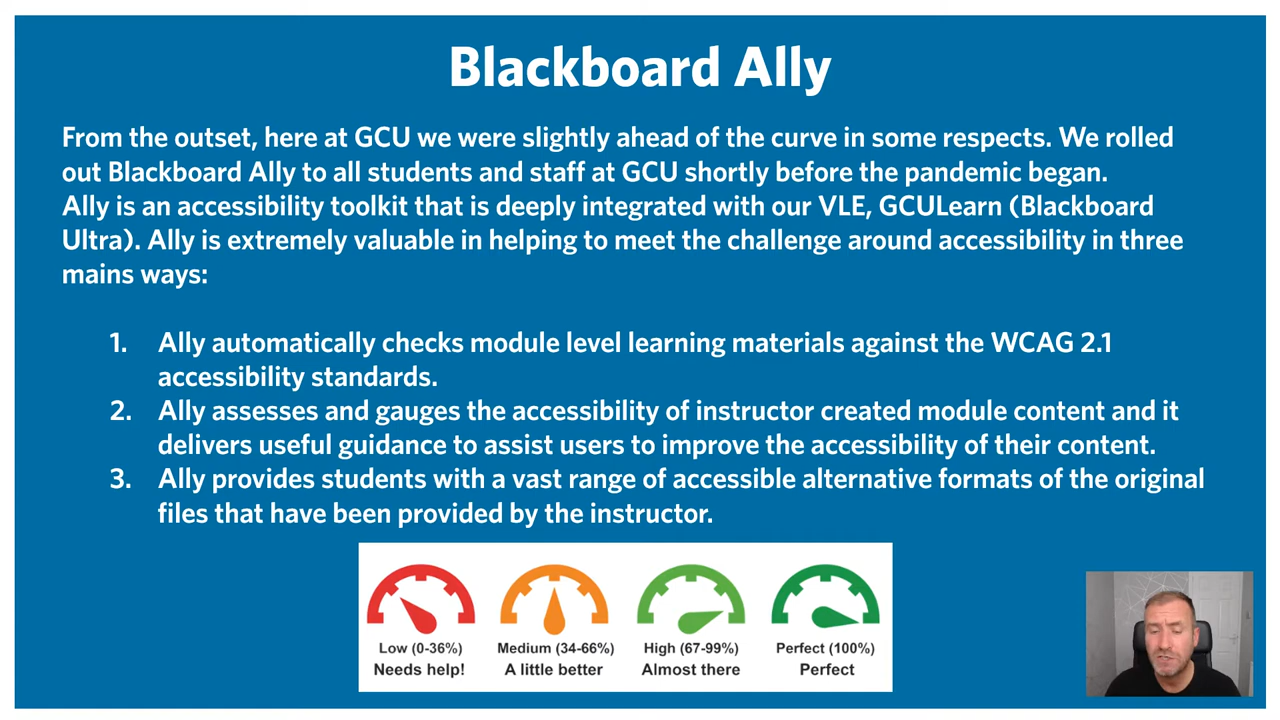 Blackboard Ally
From the outset, here at GCU we were slightly ahead of the curve in some respects. We rolled
out Blackboard Ally to all students and staff at GCU shortly before the pandemic began.
Ally is an accessibility toolkit that is deeply integrated with our VLE, GCULearn (Blackboard
Ultra). Ally is extremely valuable in helping to meet the challenge around accessibility in three
mains ways:
1. Ally automatically checks module level learning materials against the WCAG 2.1
accessibility standards.
2. Ally assesses and gauges the accessibility of instructor created module content and it
delivers useful guidance to assist users to improve the accessibility of their content.
3. Ally provides students with a vast range of accessible alternative formats of the original
files that have been provided by the instructor.
Low (0-36%) Medium (34-66%) High (67-99%) Perfect (100%)
Needs help! A little better Almost there Perfect